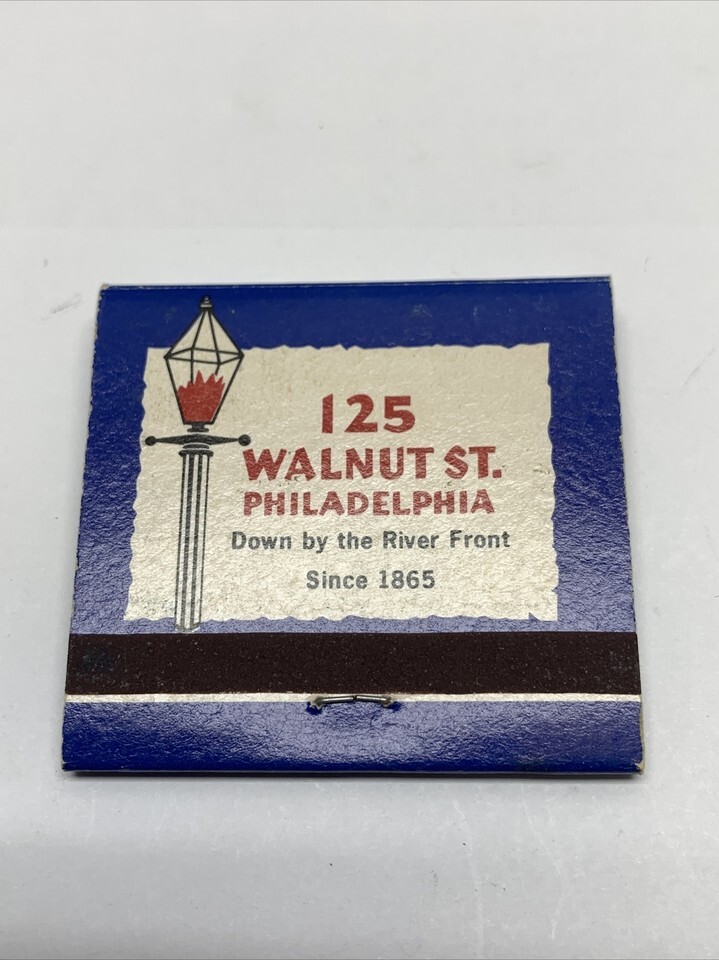 125
WALNUT ST.
PHILADELPHIA
Down by the River Front
Since 1865